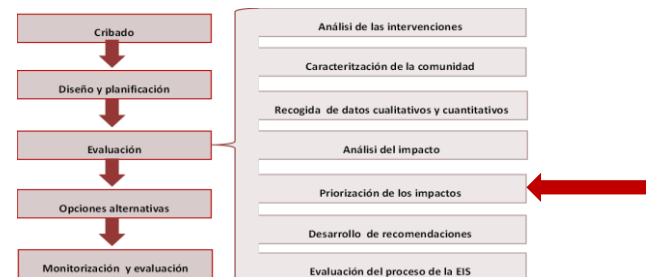 Cribado
Diseño y planificación
Evaluación
Opciones alternativas
Monitorización y evaluación
Análisi de las intervenciones
Caracteritzación de la comunidad
Recogida de datos cualitativos y cuantitativos
Análisi del impacto
Priorización de los impactos
Desarrollo de recomendaciones
Evaluación del proceso de la EIS